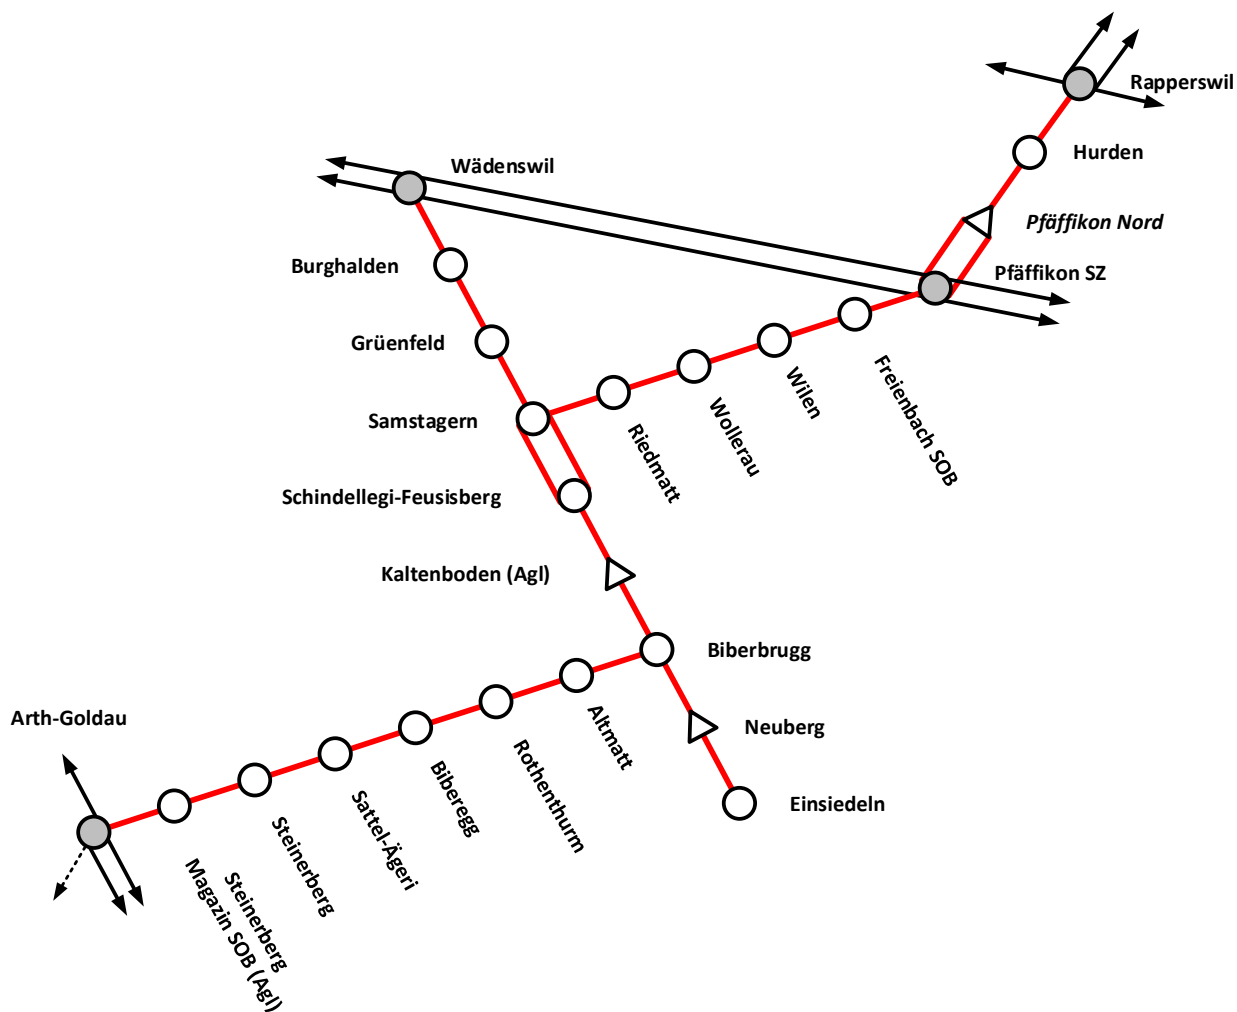 Rapperswil
Hurden
Wädenswil
Pfäffikon Nord
Burghalden
Pfäffikon SZ
Grüenfeld
Freienbach SOB
Wilen
Wollerau
Riedmatt
Samstagern
Schindellegi-Feusisberg
Kaltenboden (Agl)
Biberbrugg
Arth-Goldau
Altmatt
Neuberg
Rothenthurm
Biberegg
Sattel-Ägeri
Einsiedeln
Steinerberg
Steinerberg
Magazin SOB (Agl)